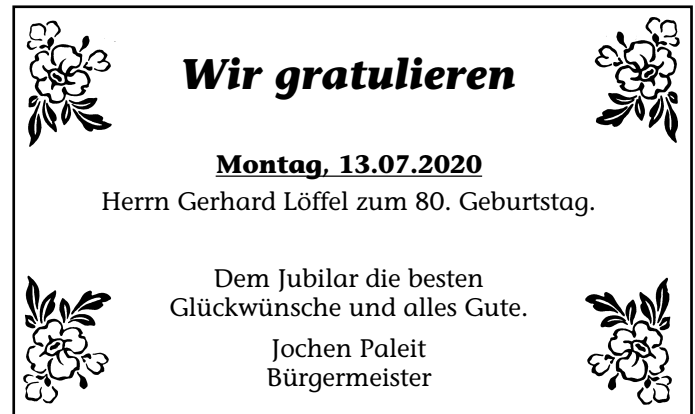 Wir gratulieren
Montag, 13.07.2020
Herrn Gerhard Löffel zum 80. Geburtstag.
Dem Jubilar die besten
Glückwünsche und alles Gute.
Jochen Paleit
Bürgermeister